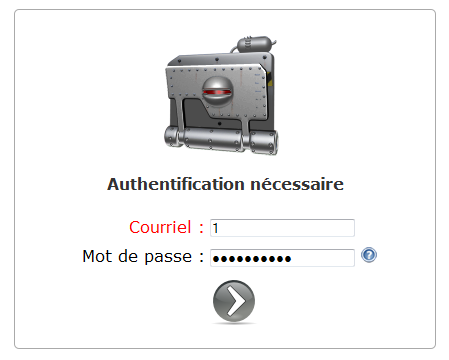 Authentification nécessaire
Courriel : 1
Mot de passe : ●●●●●●●●●● ?